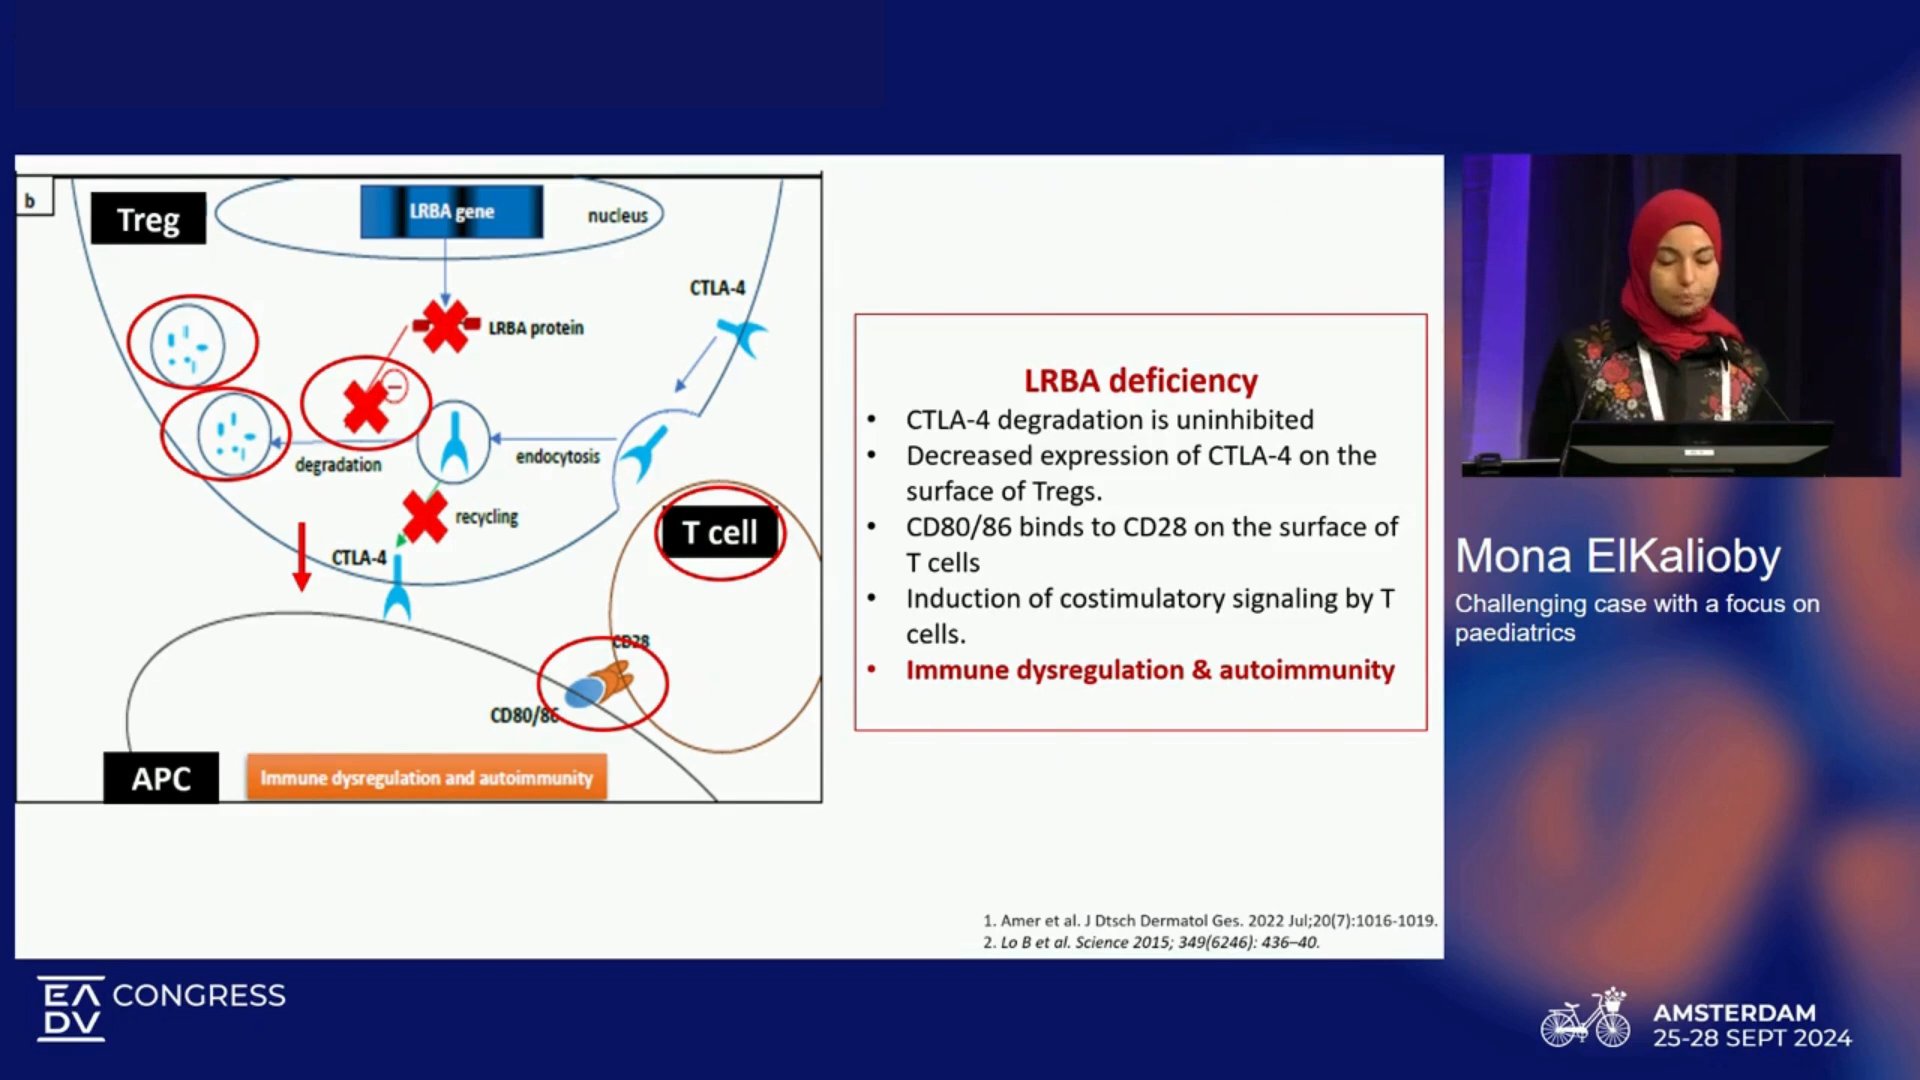 b
Treg
LRBA gene
nucleus
CTLA-4
LRBA protein
degradation
endocytosis
recycling
CTLA-4
T cell
CD28
CD80/86
APC
Immune dysregulation and autoimmunity
LRBA deficiency
• CTLA-4 degradation is uninhibited
• Decreased expression of CTLA-4 on the
surface of Tregs.
• CD80/86 binds to CD28 on the surface of
T cells
• Induction of costimulatory signaling by T
cells.
• Immune dysregulation & autoimmunity
1. Amer et al. J Dtsch Dermatol Ges. 2022 Jul;20(7):1016-1019.
2. Lo B et al. Science 2015; 349(6246): 436–40.
Mona ElKalioby
Challenging case with a focus on
paediatrics
EADV CONGRESS
AMSTERDAM
25-28 SEPT 2024